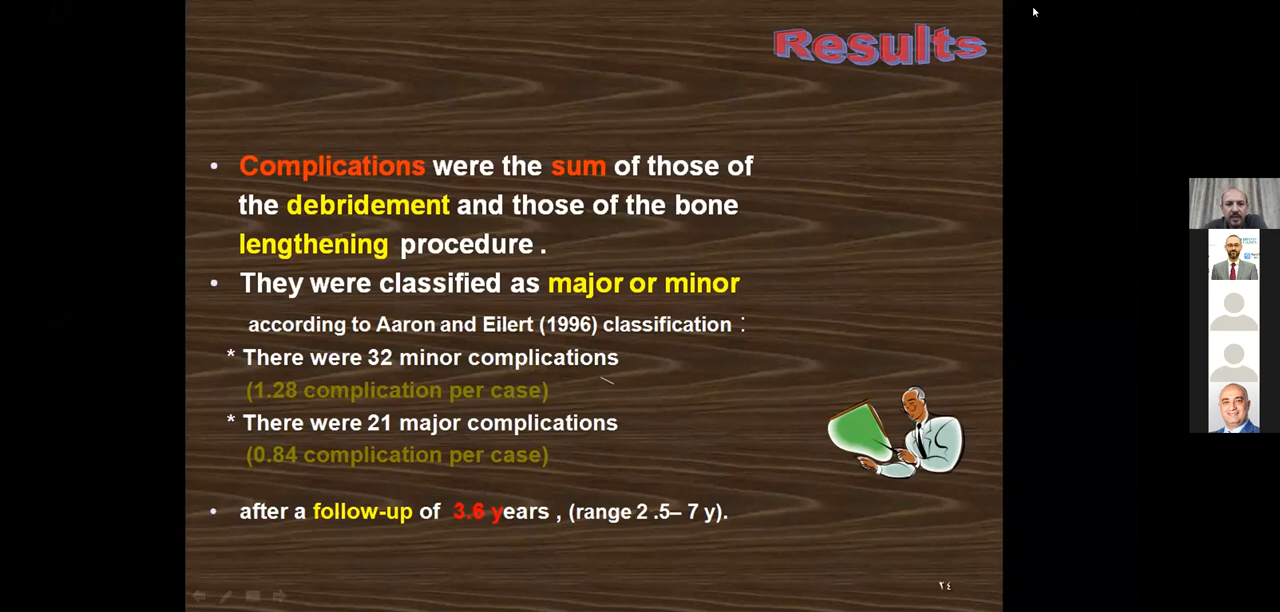 Results
• Complications were the sum of those of
the debridement and those of the bone
lengthening procedure .
• They were classified as major or minor
according to Aaron and Eilert (1996) classification :
* There were 32 minor complications
(1.28 complication per case)
* There were 21 major complications
(0.84 complication per case)
• after a follow-up of 3.6 years , (range 2 .5– 7 y).
٢٤